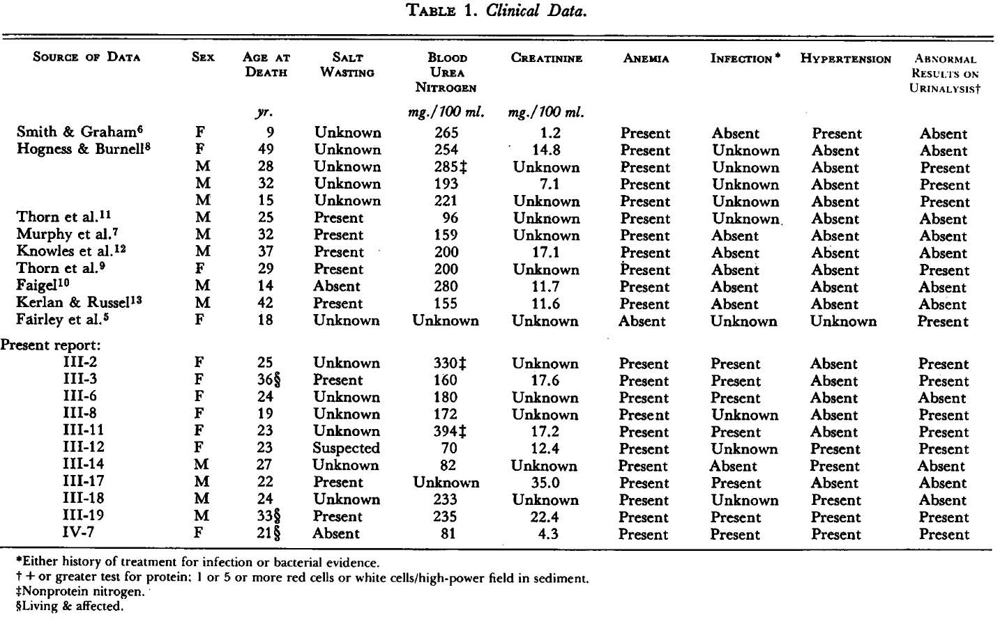 TABLE 1. Clinical Data.
SOURCE OF DATA SEX AGE AT DEATH SALT WASTING BLOOD UREA NITROGEN CREATININE ANEMIA INFECTION* HYPERTENSION ABNORMAL RESULTS ON URINALYSIS†
yr. mg./100 ml. mg./100 ml.
Smith & Graham⁶ F 9 Unknown 265 1.2 Present Absent Present Absent
Hogness & Burnell⁸ F 49 Unknown 254 14.8 Present Unknown Absent Absent
M 28 Unknown 285‡ Unknown Present Unknown Absent Present
M 32 Unknown 193 7.1 Present Unknown Absent Present
M 15 Unknown 221 Unknown Present Unknown Absent Present
Thorn et al.¹¹ M 25 Present 96 Unknown Present Unknown Absent Absent
Murphy et al.⁷ M 32 Present 159 Unknown Present Absent Absent Absent
Knowles et al.¹² M 37 Present 200 17.1 Present Absent Absent Absent
Thorn et al.⁹ F 29 Present 200 Unknown Present Absent Absent Present
Faigel¹⁰ M 14 Absent 280 11.7 Present Absent Absent Absent
Kerlan & Russel¹³ M 42 Present 155 11.6 Present Absent Absent Absent
Fairley et al.⁵ F 18 Unknown Unknown Unknown Absent Unknown Unknown Present
Present report:
III-2 F 25 Unknown 330‡ Unknown Present Present Absent Present
III-3 F 36§ Present 160 17.6 Present Present Absent Present
III-6 F 24 Unknown 180 Unknown Present Present Absent Absent
III-8 F 19 Unknown 172 Unknown Present Unknown Absent Present
III-11 F 23 Unknown 394‡ 17.2 Present Present Absent Present
III-12 F 23 Suspected 70 12.4 Present Unknown Present Present
III-14 M 27 Unknown 82 Unknown Present Absent Present Absent
III-17 M 22 Present Unknown 35.0 Present Present Absent Absent
III-18 M 24 Unknown 233 Unknown Present Unknown Present Absent
III-19 M 33§ Present 235 22.4 Present Present Present Present
IV-7 F 21§ Absent 81 4.3 Present Present Present Present
*Either history of treatment for infection or bacterial evidence.
† + or greater test for protein; 1 or 5 or more red cells or white cells/high-power field in sediment.
‡Nonprotein nitrogen.
§Living & affected.